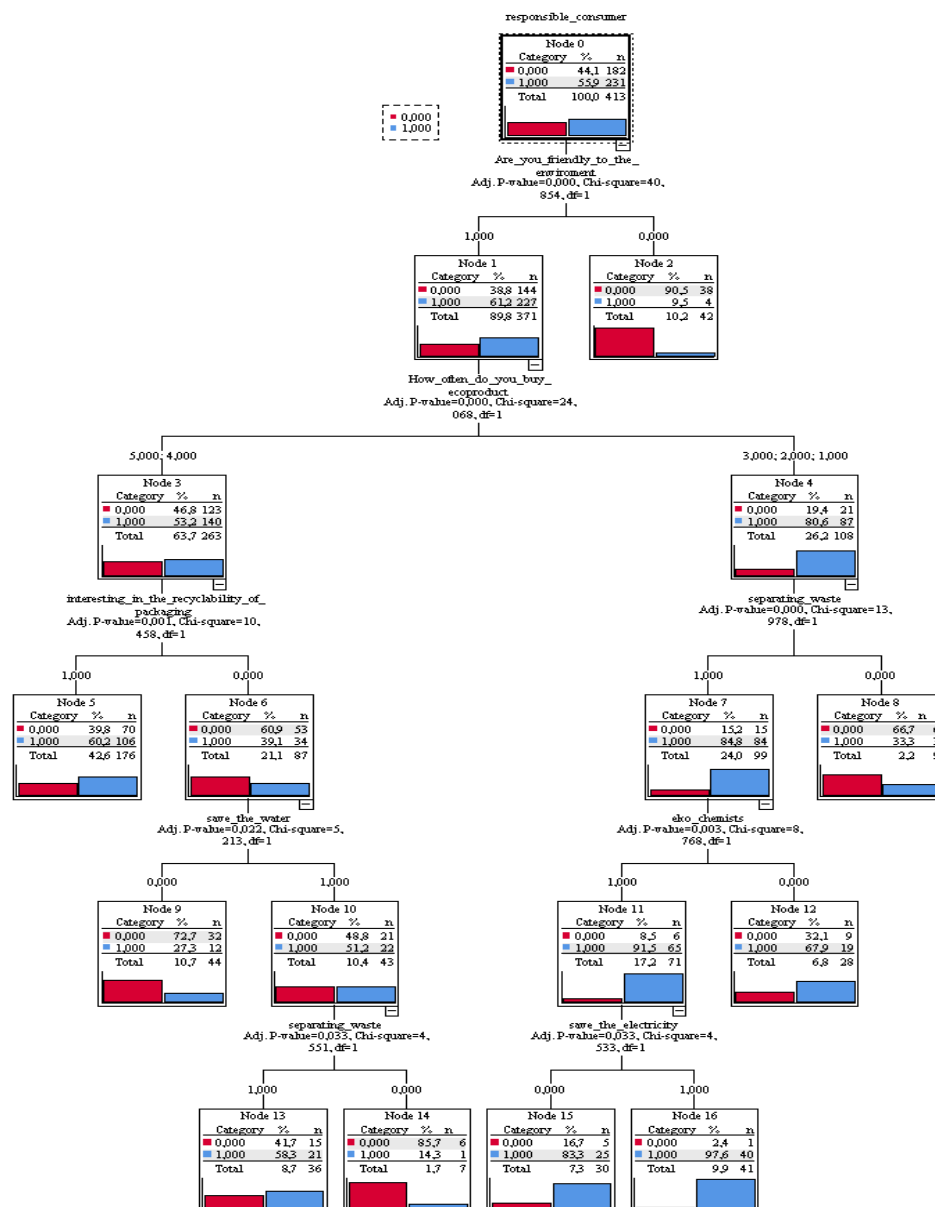 responsible_consumer
Node 0
Category % n
0,000 44,1 182
1,000 55,9 231
Total 100,0 413
0,000
1,000
Are_you_friendly_to_the_
enviroment
Adj. P-value=0,000, Chi-square=40,
854, df=1
1,000
0,000
Node 1
Category % n
0,000 38,8 144
1,000 61,2 227
Total 89,8 371
Node 2
Category % n
0,000 90,5 38
1,000 9,5 4
Total 10,2 42
How_often_do_you_buy_
ecoproduct
Adj. P-value=0,000, Chi-square=24,
068, df=1
5,000; 4,000
3,000; 2,000; 1,000
Node 3
Category % n
0,000 46,8 123
1,000 53,2 140
Total 63,7 263
Node 4
Category % n
0,000 19,4 21
1,000 80,6 87
Total 26,2 108
interesting_in_the_recyclability_of_
packaging
Adj. P-value=0,001, Chi-square=10,
458, df=1
separating_waste
Adj. P-value=0,000, Chi-square=13,
978, df=1
1,000
0,000
1,000
0,000
Node 5
Category % n
0,000 39,8 70
1,000 60,2 106
Total 42,6 176
Node 6
Category % n
0,000 60,9 53
1,000 39,1 34
Total 21,1 87
Node 7
Category % n
0,000 15,2 15
1,000 84,8 84
Total 24,0 99
Node 8
Category % n
0,000 66,7
1,000 33,3
Total 2,2
save_the_water
Adj. P-value=0,022, Chi-square=5,
213, df=1
eko_chemists
Adj. P-value=0,003, Chi-square=8,
768, df=1
0,000
1,000
1,000
0,000
Node 9
Category % n
0,000 72,7 32
1,000 27,3 12
Total 10,7 44
Node 10
Category % n
0,000 48,8 21
1,000 51,2 22
Total 10,4 43
Node 11
Category % n
0,000 8,5 6
1,000 91,5 65
Total 17,2 71
Node 12
Category % n
0,000 32,1 9
1,000 67,9 19
Total 6,8 28
separating_waste
Adj. P-value=0,033, Chi-square=4,
551, df=1
save_the_electricity
Adj. P-value=0,033, Chi-square=4,
533, df=1
1,000
0,000
0,000
1,000
Node 13
Category % n
0,000 41,7 15
1,000 58,3 21
Total 8,7 36
Node 14
Category % n
0,000 85,7 6
1,000 14,3 1
Total 1,7 7
Node 15
Category % n
0,000 16,7 5
1,000 83,3 25
Total 7,3 30
Node 16
Category % n
0,000 2,4 1
1,000 97,6 40
Total 9,9 41